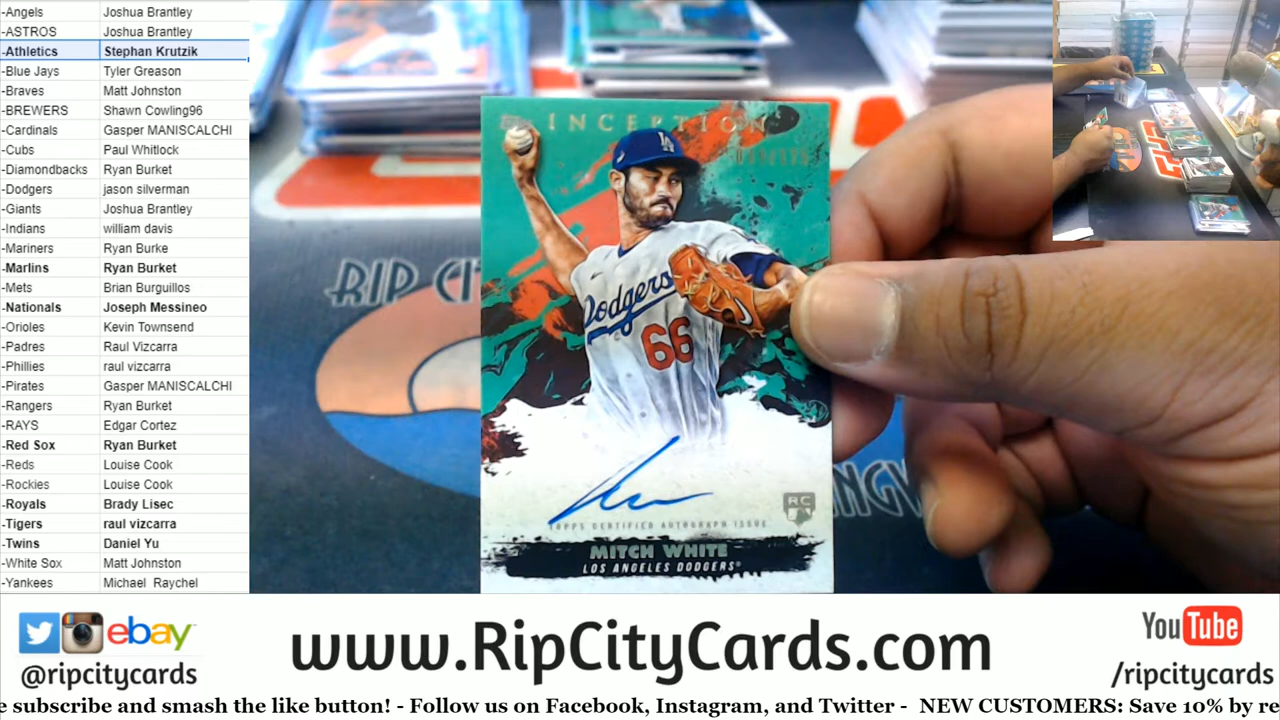 -Angels Joshua Brantley
-ASTROS Joshua Brantley
-Athletics Stephan Krutzik
-Blue Jays Tyler Greason
-Braves Matt Johnston
-BREWERS Shawn Cowling96
-Cardinals Gasper MANISCALCHI
-Cubs Paul Whitlock
-Diamondbacks Ryan Burket
-Dodgers jason silverman
-Giants Joshua Brantley
-Indians william davis
-Mariners Ryan Burke
-Marlins Ryan Burket
-Mets Brian Burguillos
-Nationals Joseph Messineo
-Orioles Kevin Townsend
-Padres Raul Vizcarra
-Phillies raul vizcarra
-Pirates Gasper MANISCALCHI
-Rangers Ryan Burket
-RAYS Edgar Cortez
-Red Sox Ryan Burket
-Reds Louise Cook
-Rockies Louise Cook
-Royals Brady Lisec
-Tigers raul vizcarra
-Twins Daniel Yu
-White Sox Matt Johnston
-Yankees Michael Raychel
INCEPTION
LA
Dodgers
66
RC
TOPPS CERTIFIED AUTOGRAPH ISSUE
MITCH WHITE
LOS ANGELES DODGERS®
RIP
ebay
@ripcitycards
www.RipCityCards.com
YouTube
/ripcitycards
e subscribe and smash the like button! - Follow us on Facebook, Instagram, and Twitter - NEW CUSTOMERS: Save 10% by re